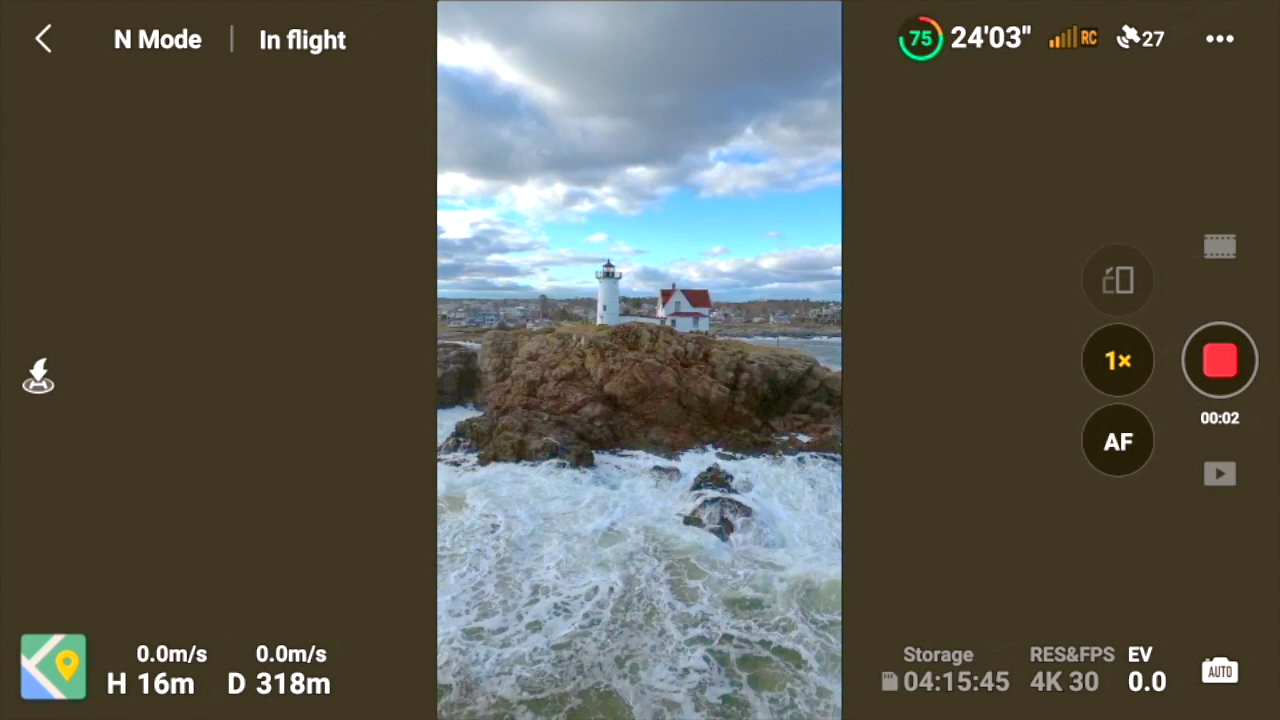 N Mode | In flight
75 24'03" RC 27
1×
AF
00:02
0.0m/s 0.0m/s
H 16m D 318m
Storage RES&FPS EV
04:15:45 4K 30 0.0
AUTO